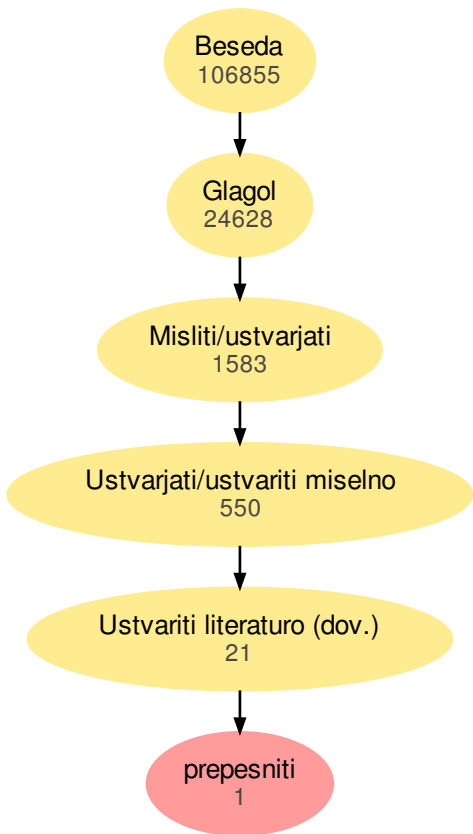 Beseda
106855
Glagol
24628
Misliti/ustvarjati
1583
Ustvarjati/ustvariti miselno
550
Ustvariti literaturo (dov.)
21
prepesniti
1